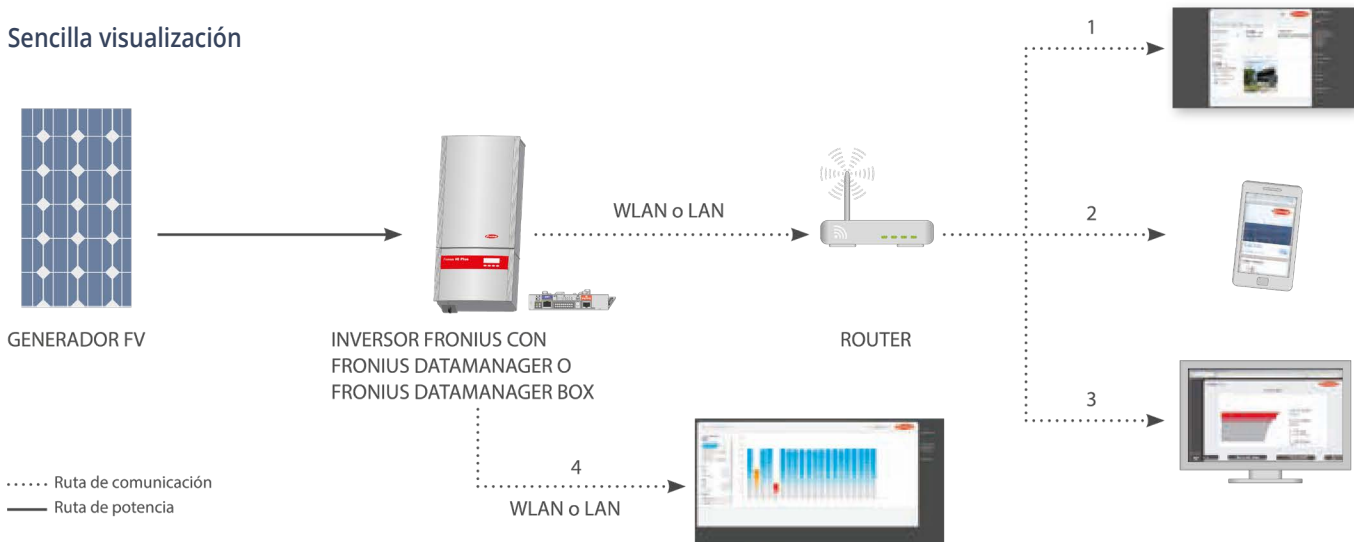 Sencilla visualización
1
WLAN o LAN
2
GENERADOR FV
INVERSOR FRONIUS CON
FRONIUS DATAMANAGER O
FRONIUS DATAMANAGER BOX
ROUTER
3
4
WLAN o LAN
Ruta de comunicación
Ruta de potencia